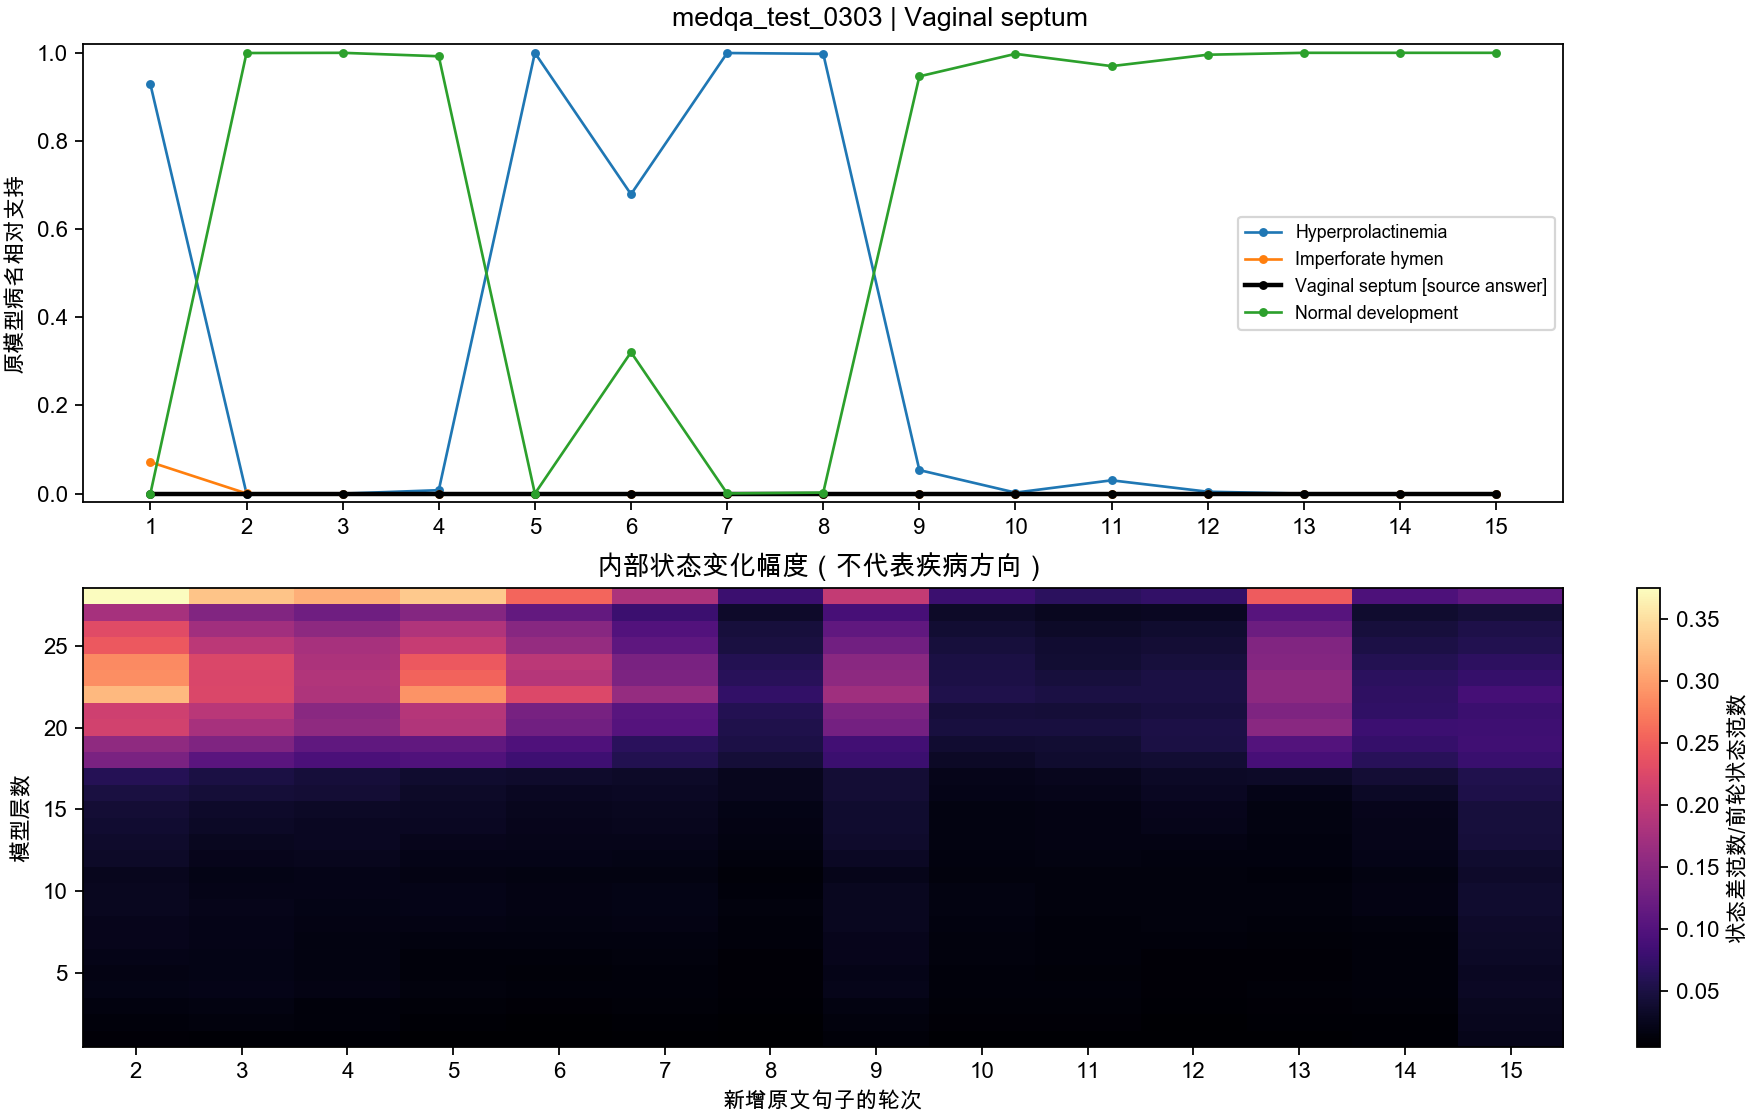 medqa_test_0303 | Vaginal septum
原模型病名相对支持
1.0
0.8
0.6
0.4
0.2
0.0
Hyperprolactinemia
Imperforate hymen
Vaginal septum [source answer]
Normal development
1 2 3 4 5 6 7 8 9 10 11 12 13 14 15
内部状态变化幅度（不代表疾病方向）
模型层数
25
20
15
10
5
2 3 4 5 6 7 8 9 10 11 12 13 14 15
新增原文句子的轮次
0.35
0.30
0.25
0.20
0.15
0.10
0.05
状态差范数/前轮状态范数